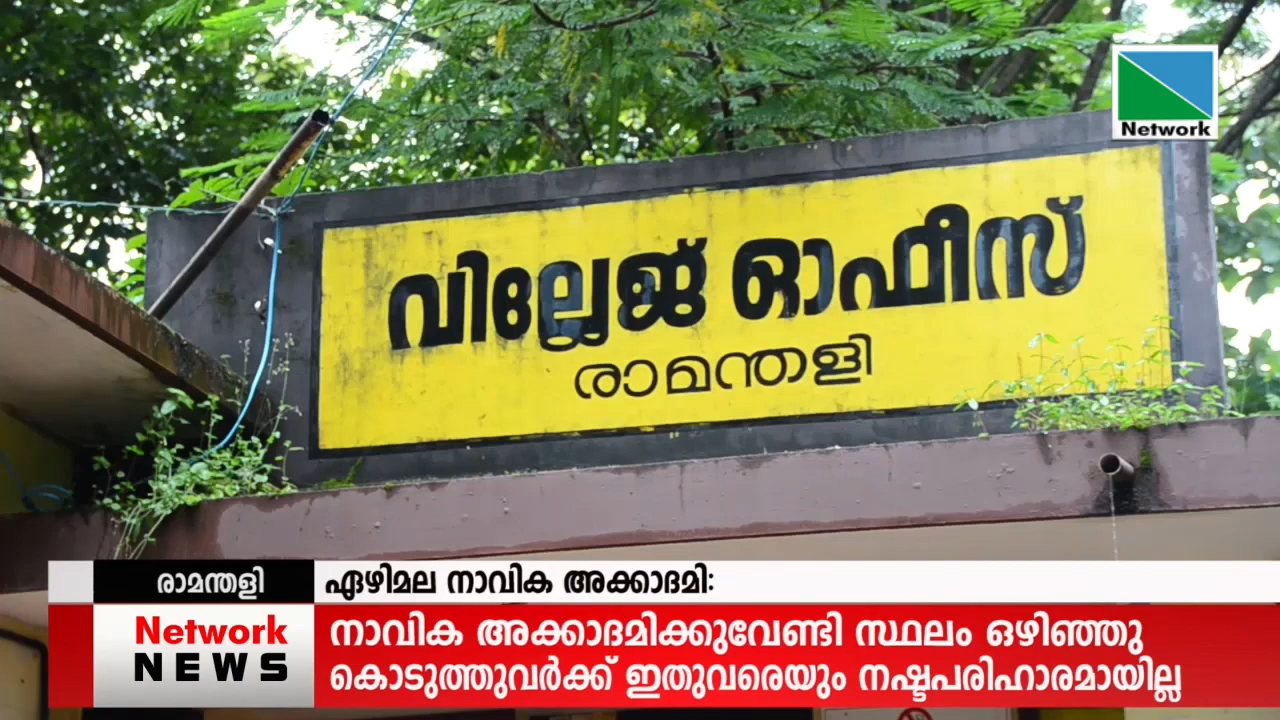 Network
വില്ലേജ് ഓഫീസ്
രാമന്തളി
രാമന്തളി
ഏഴിമല നാവിക അക്കാദമി:
Network
NEWS
നാവിക അക്കാദമിക്കുവേണ്ടി സ്ഥലം ഒഴിഞ്ഞു
കൊടുത്തുവർക്ക് ഇതുവരെയും നഷ്ടപരിഹാരമായില്ല